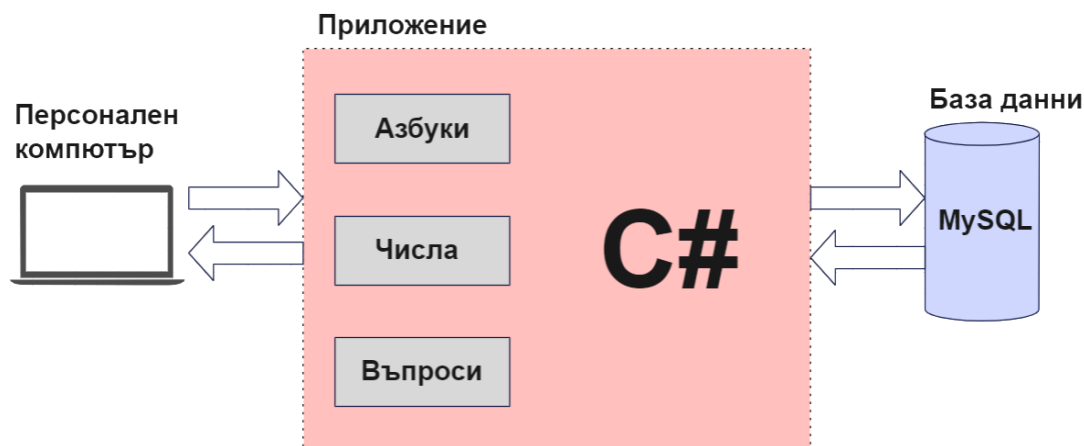 Приложение
Персонален
компютър
Азбуки
Числа
Въпроси
C#
База данни
MySQL